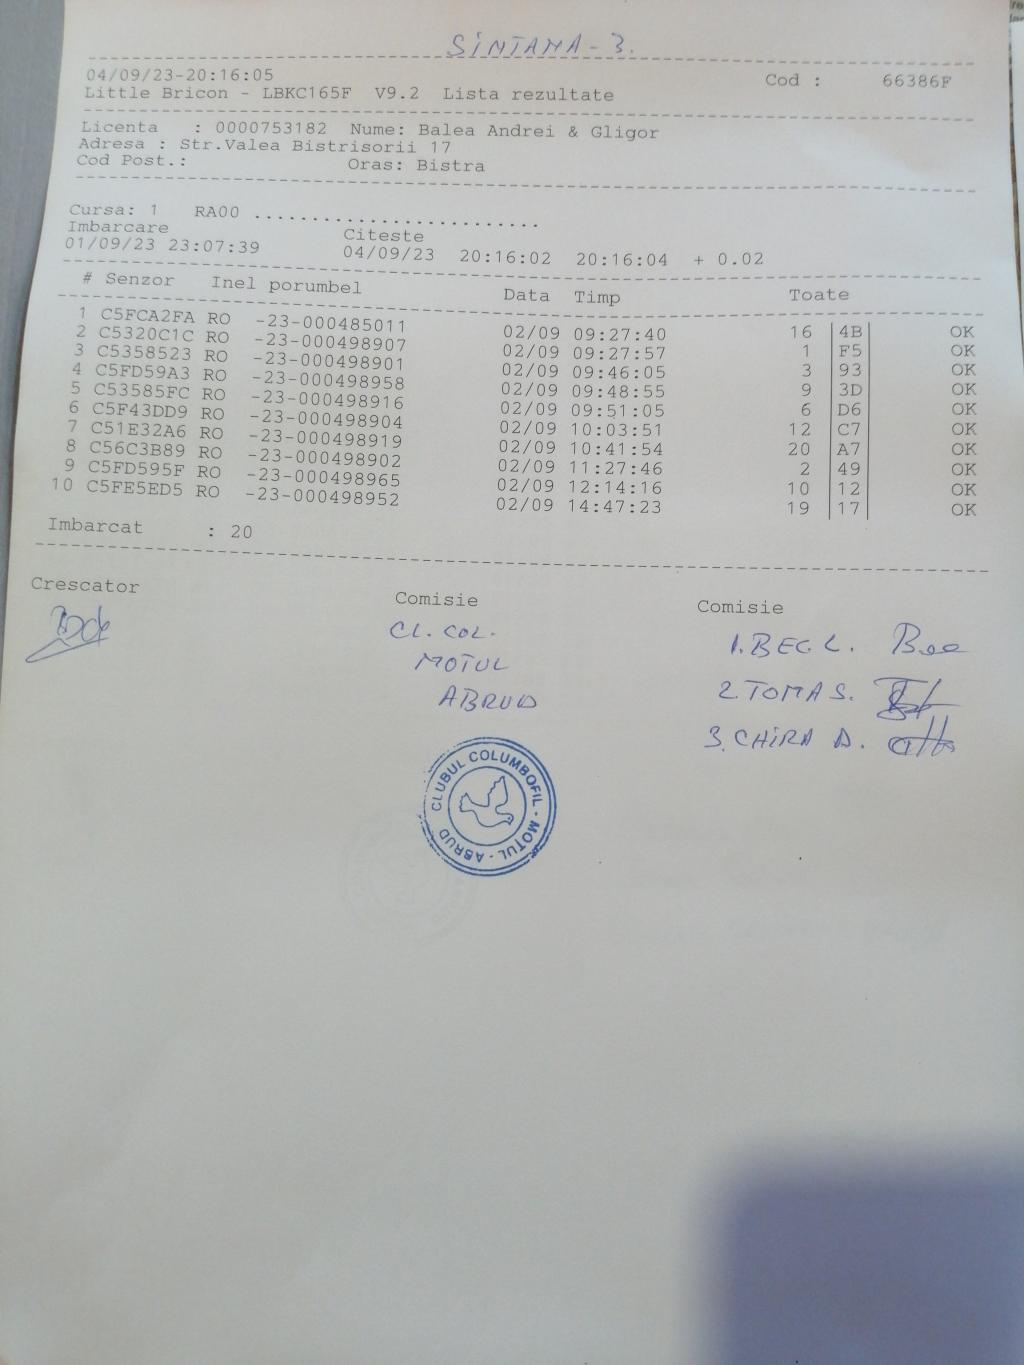 SINTANA - 3.
04/09/23-20:16:05 Cod : 66386F
Little Bricon - LBKC165F V9.2 Lista rezultate
Licenta : 0000753182 Nume: Balea Andrei & Gligor
Adresa : Str.Valea Bistrisorii 17
Cod Post.: Oras: Bistra
Cursa: 1 RA00 ........................
Imbarcare Citeste
01/09/23 23:07:39 04/09/23 20:16:02 20:16:04 + 0.02
# Senzor Inel porumbel Data Timp Toate
1 C5FCA2FA RO -23-000485011 02/09 09:27:40 16 4B OK
2 C5320C1C RO -23-000498907 02/09 09:27:57 1 F5 OK
3 C5358523 RO -23-000498901 02/09 09:46:05 3 93 OK
4 C5FD59A3 RO -23-000498958 02/09 09:48:55 9 3D OK
5 C53585FC RO -23-000498916 02/09 09:51:05 6 D6 OK
6 C5F43DD9 RO -23-000498904 02/09 10:03:51 12 C7 OK
7 C51E32A6 RO -23-000498919 02/09 10:41:54 20 A7 OK
8 C56C3B89 RO -23-000498902 02/09 11:27:46 2 49 OK
9 C5FD595F RO -23-000498965 02/09 12:14:16 10 12 OK
10 C5FE5ED5 RO -23-000498952 02/09 14:47:23 19 17 OK
Imbarcat : 20
Crescator Comisie Comisie
CL. COL. 1. BEG L.
MOTUL 2. TOMA S.
ABRUD 3. CHIRA D.
CLUBUL COLUMBOFIL - MOȚUL - ABRUD